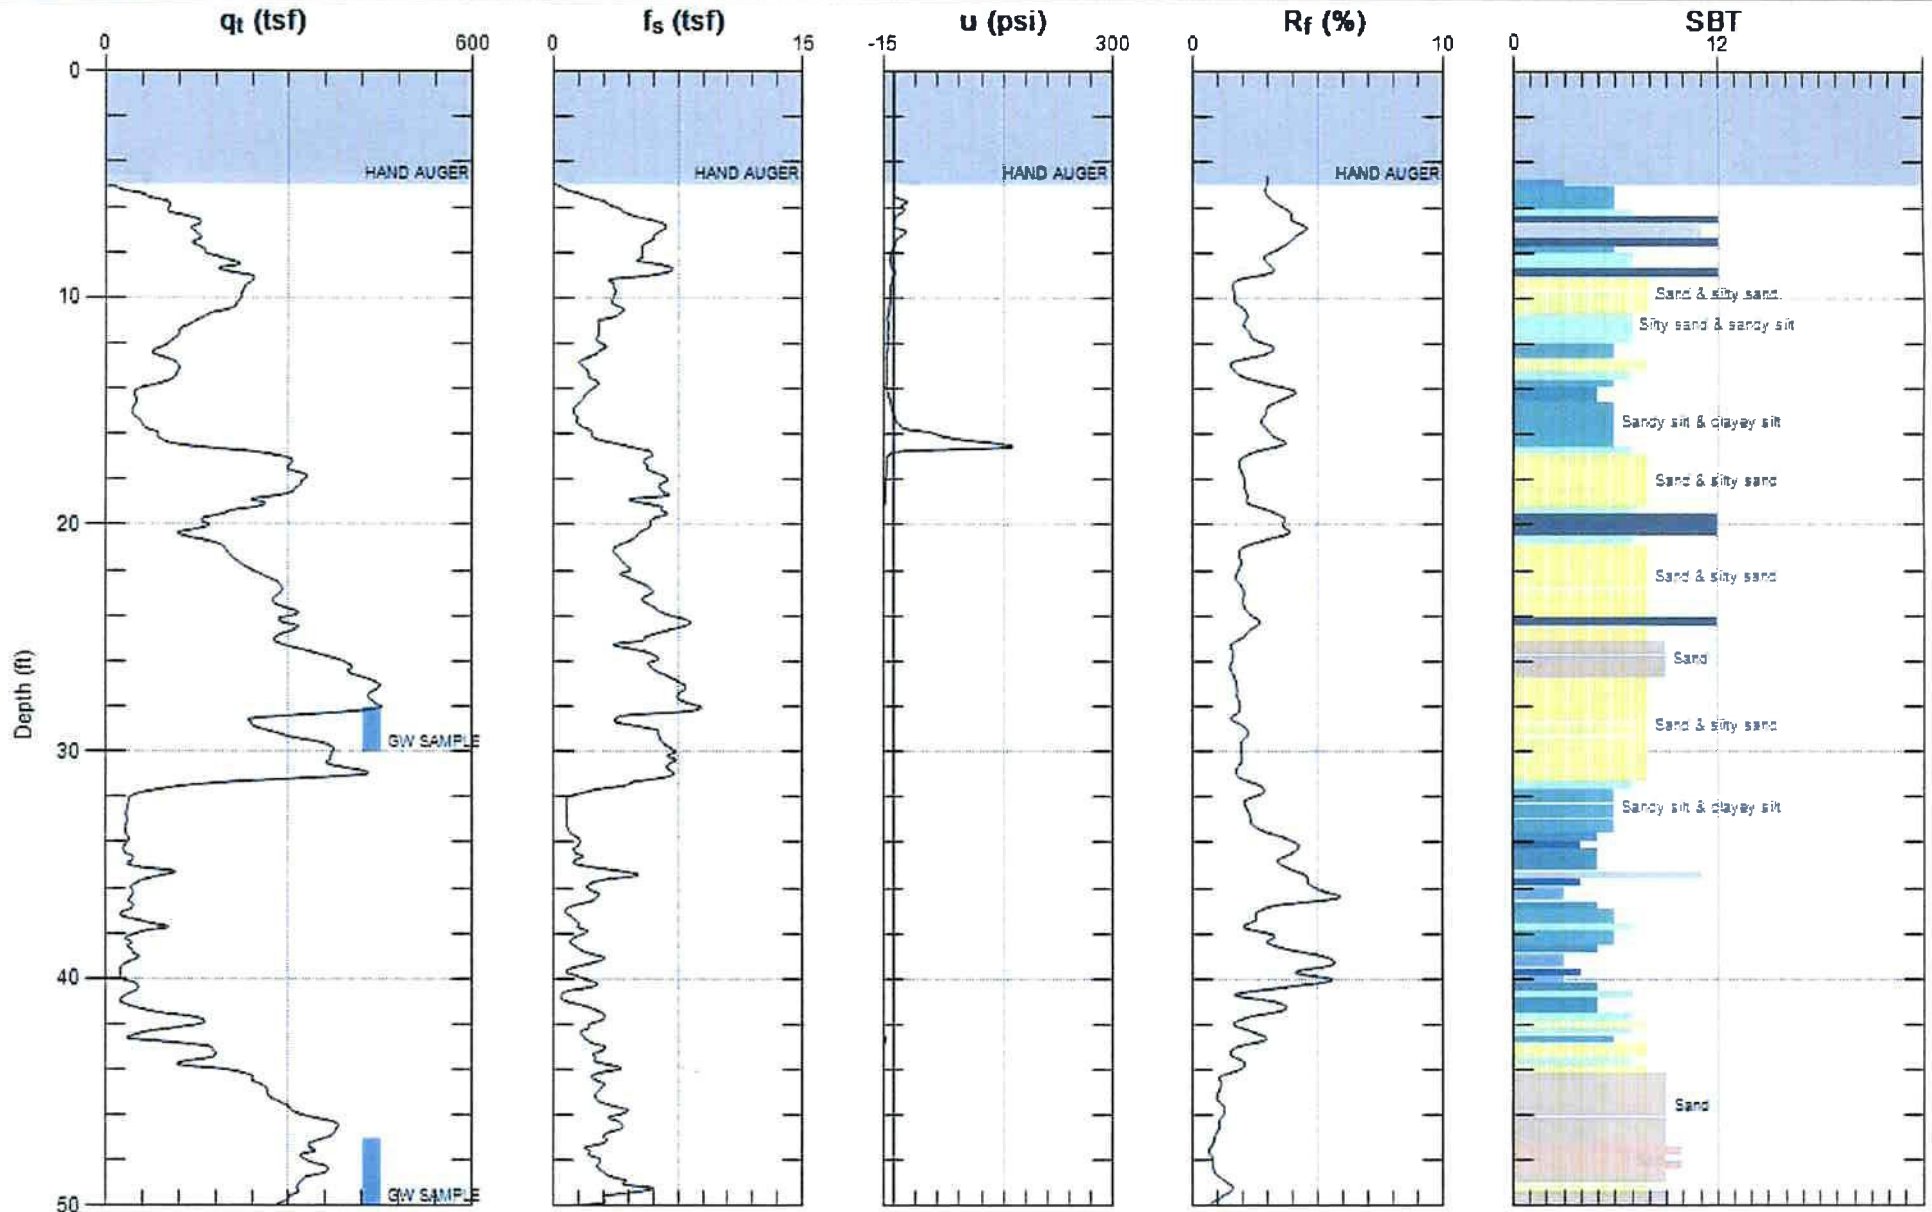 qt (tsf) fs (tsf) u (psi) Rf (%) SBT
0 600 0 15 -15 300 0 10 0 12
0
HAND AUGER HAND AUGER HAND AUGER HAND AUGER
10
Sand & silty sand
Silty sand & sandy silt
Sandy silt & clayey silt
Sand & silty sand
20
Sand & silty sand
Depth (ft)
Sand
Sand & silty sand
GW SAMPLE
30
Sandy silt & clayey silt
40
Sand
GW SAMPLE
50